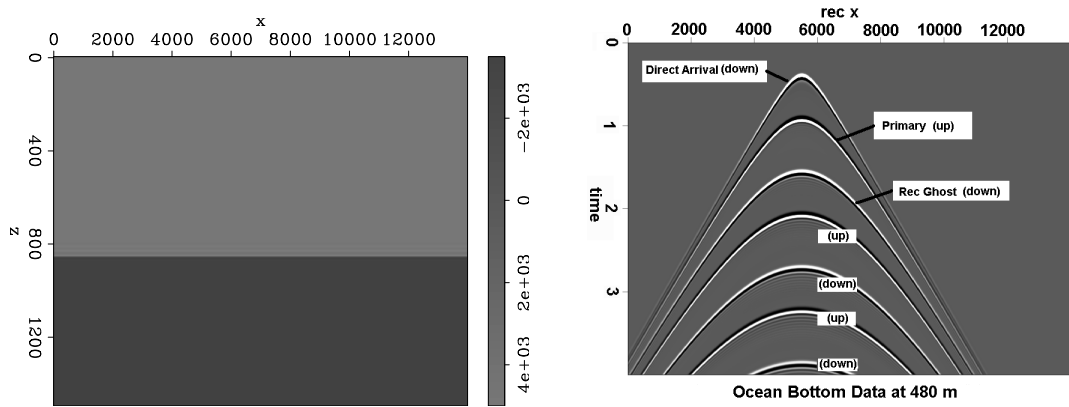 x
0 2000 4000 6000 8000 10000 12000
z
0
400
800
1200
-2e+03
0
2e+03
4e+03
rec x
0 2000 4000 6000 8000 10000 12000
time
0
1
2
3
Direct Arrival (down)
Primary (up)
Rec Ghost (down)
(up)
(down)
(up)
(down)
Ocean Bottom Data at 480 m